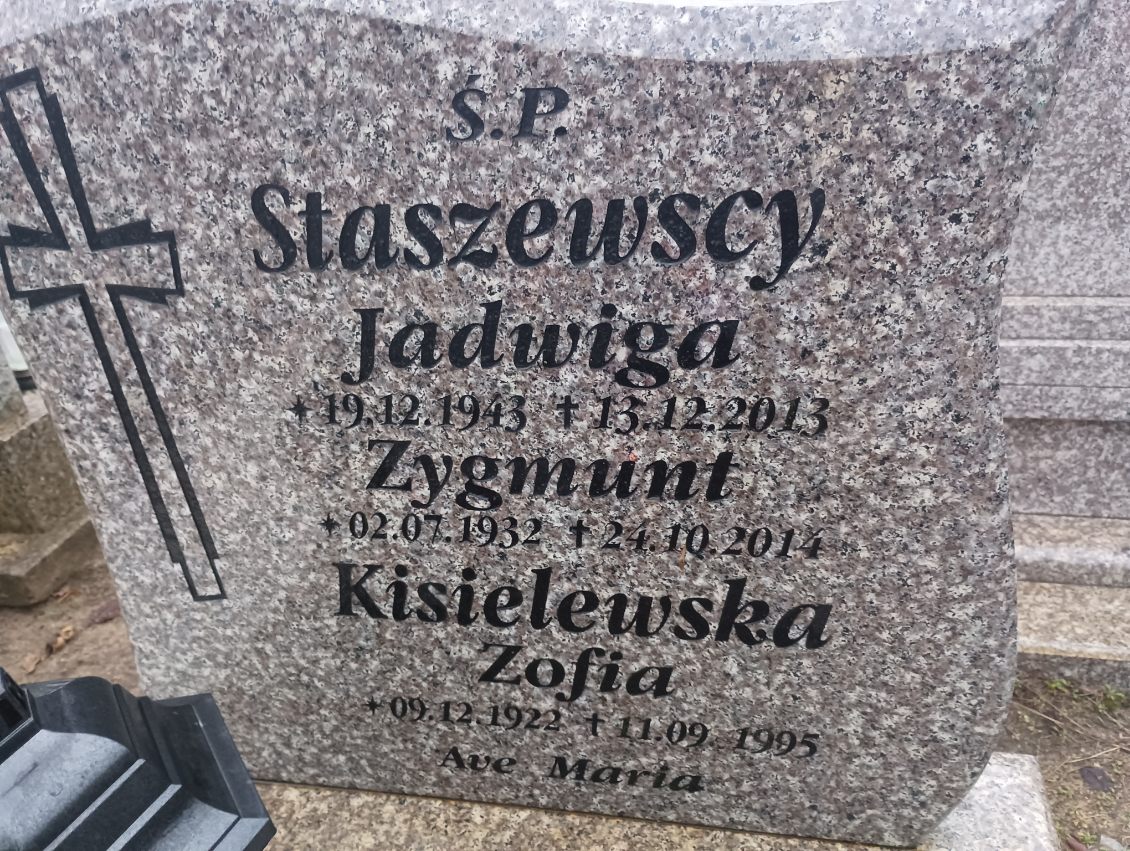 Ś.P.
Staszewscy
Jadwiga
✦ 19.12.1943 ✝ 13.12.2013
Zygmunt
✦ 02.07.1932 ✝ 24.10.2014
Kisielewska
Zofia
✦ 09.12.1922 ✝ 11.09.1995
Ave Maria